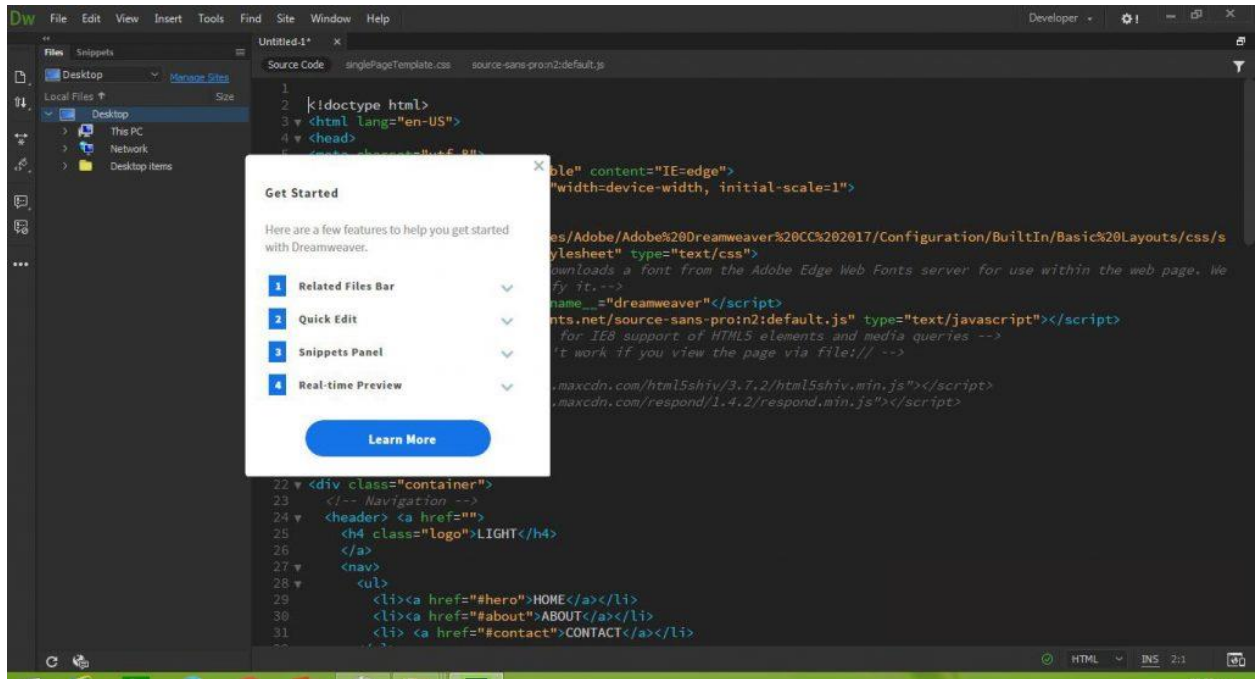 Dw File Edit View Insert Tools Find Site Window Help Developer
Files Snippets
Desktop Manage Sites
Local Files Size
Desktop
This PC
Network
Desktop items
Untitled-1* ×
Source Code singlePageTemplate.css source-sans-pro:n2:default.js
1
2 <!doctype html>
3 <html lang="en-US">
4 <head>
5 <meta charset="utf-8">
ble" content="IE=edge">
"width=device-width, initial-scale=1">
es/Adobe/Adobe%20Dreamweaver%20CC%202017/Configuration/BuiltIn/Basic%20Layouts/css/s
ylesheet" type="text/css">
ownloads a font from the Adobe Edge Web Fonts server for use within the web page. We
fy it.-->
name__="dreamweaver"</script>
nts.net/source-sans-pro:n2:default.js" type="text/javascript"></script>
for IE8 support of HTML5 elements and media queries -->
't work if you view the page via file:// -->
.maxcdn.com/html5shiv/3.7.2/html5shiv.min.js"></script>
.maxcdn.com/respond/1.4.2/respond.min.js"></script>
Get Started
Here are a few features to help you get started
with Dreamweaver.
1 Related Files Bar
2 Quick Edit
3 Snippets Panel
4 Real-time Preview
Learn More
22 <div class="container">
23 <!-- Navigation -->
24 <header> <a href="">
25 <h4 class="logo">LIGHT</h4>
26 </a>
27 <nav>
28 <ul>
29 <li><a href="#hero">HOME</a></li>
30 <li><a href="#about">ABOUT</a></li>
31 <li> <a href="#contact">CONTACT</a></li>
HTML INS 2:1